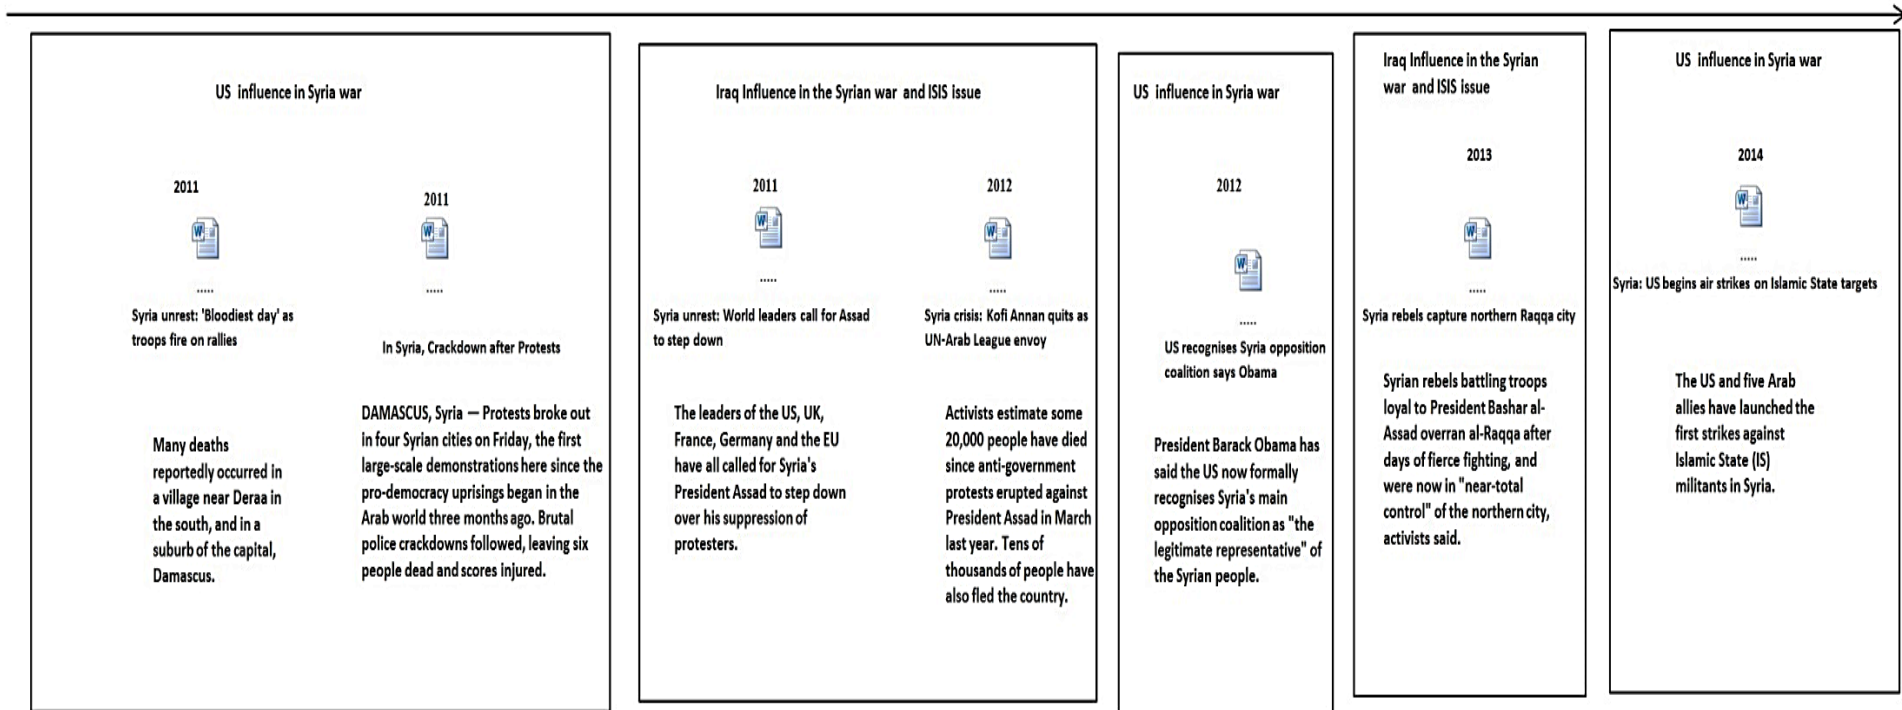 US influence in Syria war
2011
.....
Syria unrest: 'Bloodiest day' as
troops fire on rallies
Many deaths
reportedly occurred in
a village near Deraa in
the south, and in a
suburb of the capital,
Damascus.
2011
.....
In Syria, Crackdown after Protests
DAMASCUS, Syria — Protests broke out
in four Syrian cities on Friday, the first
large-scale demonstrations here since the
pro-democracy uprisings began in the
Arab world three months ago. Brutal
police crackdowns followed, leaving six
people dead and scores injured.
Iraq Influence in the Syrian war and ISIS issue
2011
.....
Syria unrest: World leaders call for Assad
to step down
The leaders of the US, UK,
France, Germany and the EU
have all called for Syria's
President Assad to step down
over his suppression of
protesters.
2012
.....
Syria crisis: Kofi Annan quits as
UN-Arab League envoy
Activists estimate some
20,000 people have died
since anti-government
protests erupted against
President Assad in March
last year. Tens of
thousands of people have
also fled the country.
US influence in Syria war
2012
.....
US recognises Syria opposition
coalition says Obama
President Barack Obama has
said the US now formally
recognises Syria's main
opposition coalition as "the
legitimate representative" of
the Syrian people.
Iraq Influence in the Syrian
war and ISIS issue
2013
.....
Syria rebels capture northern Raqqa city
Syrian rebels battling troops
loyal to President Bashar al-
Assad overran al-Raqqa after
days of fierce fighting, and
were now in "near-total
control" of the northern city,
activists said.
US influence in Syria war
2014
.....
Syria: US begins air strikes on Islamic State targets
The US and five Arab
allies have launched the
first strikes against
Islamic State (IS)
militants in Syria.